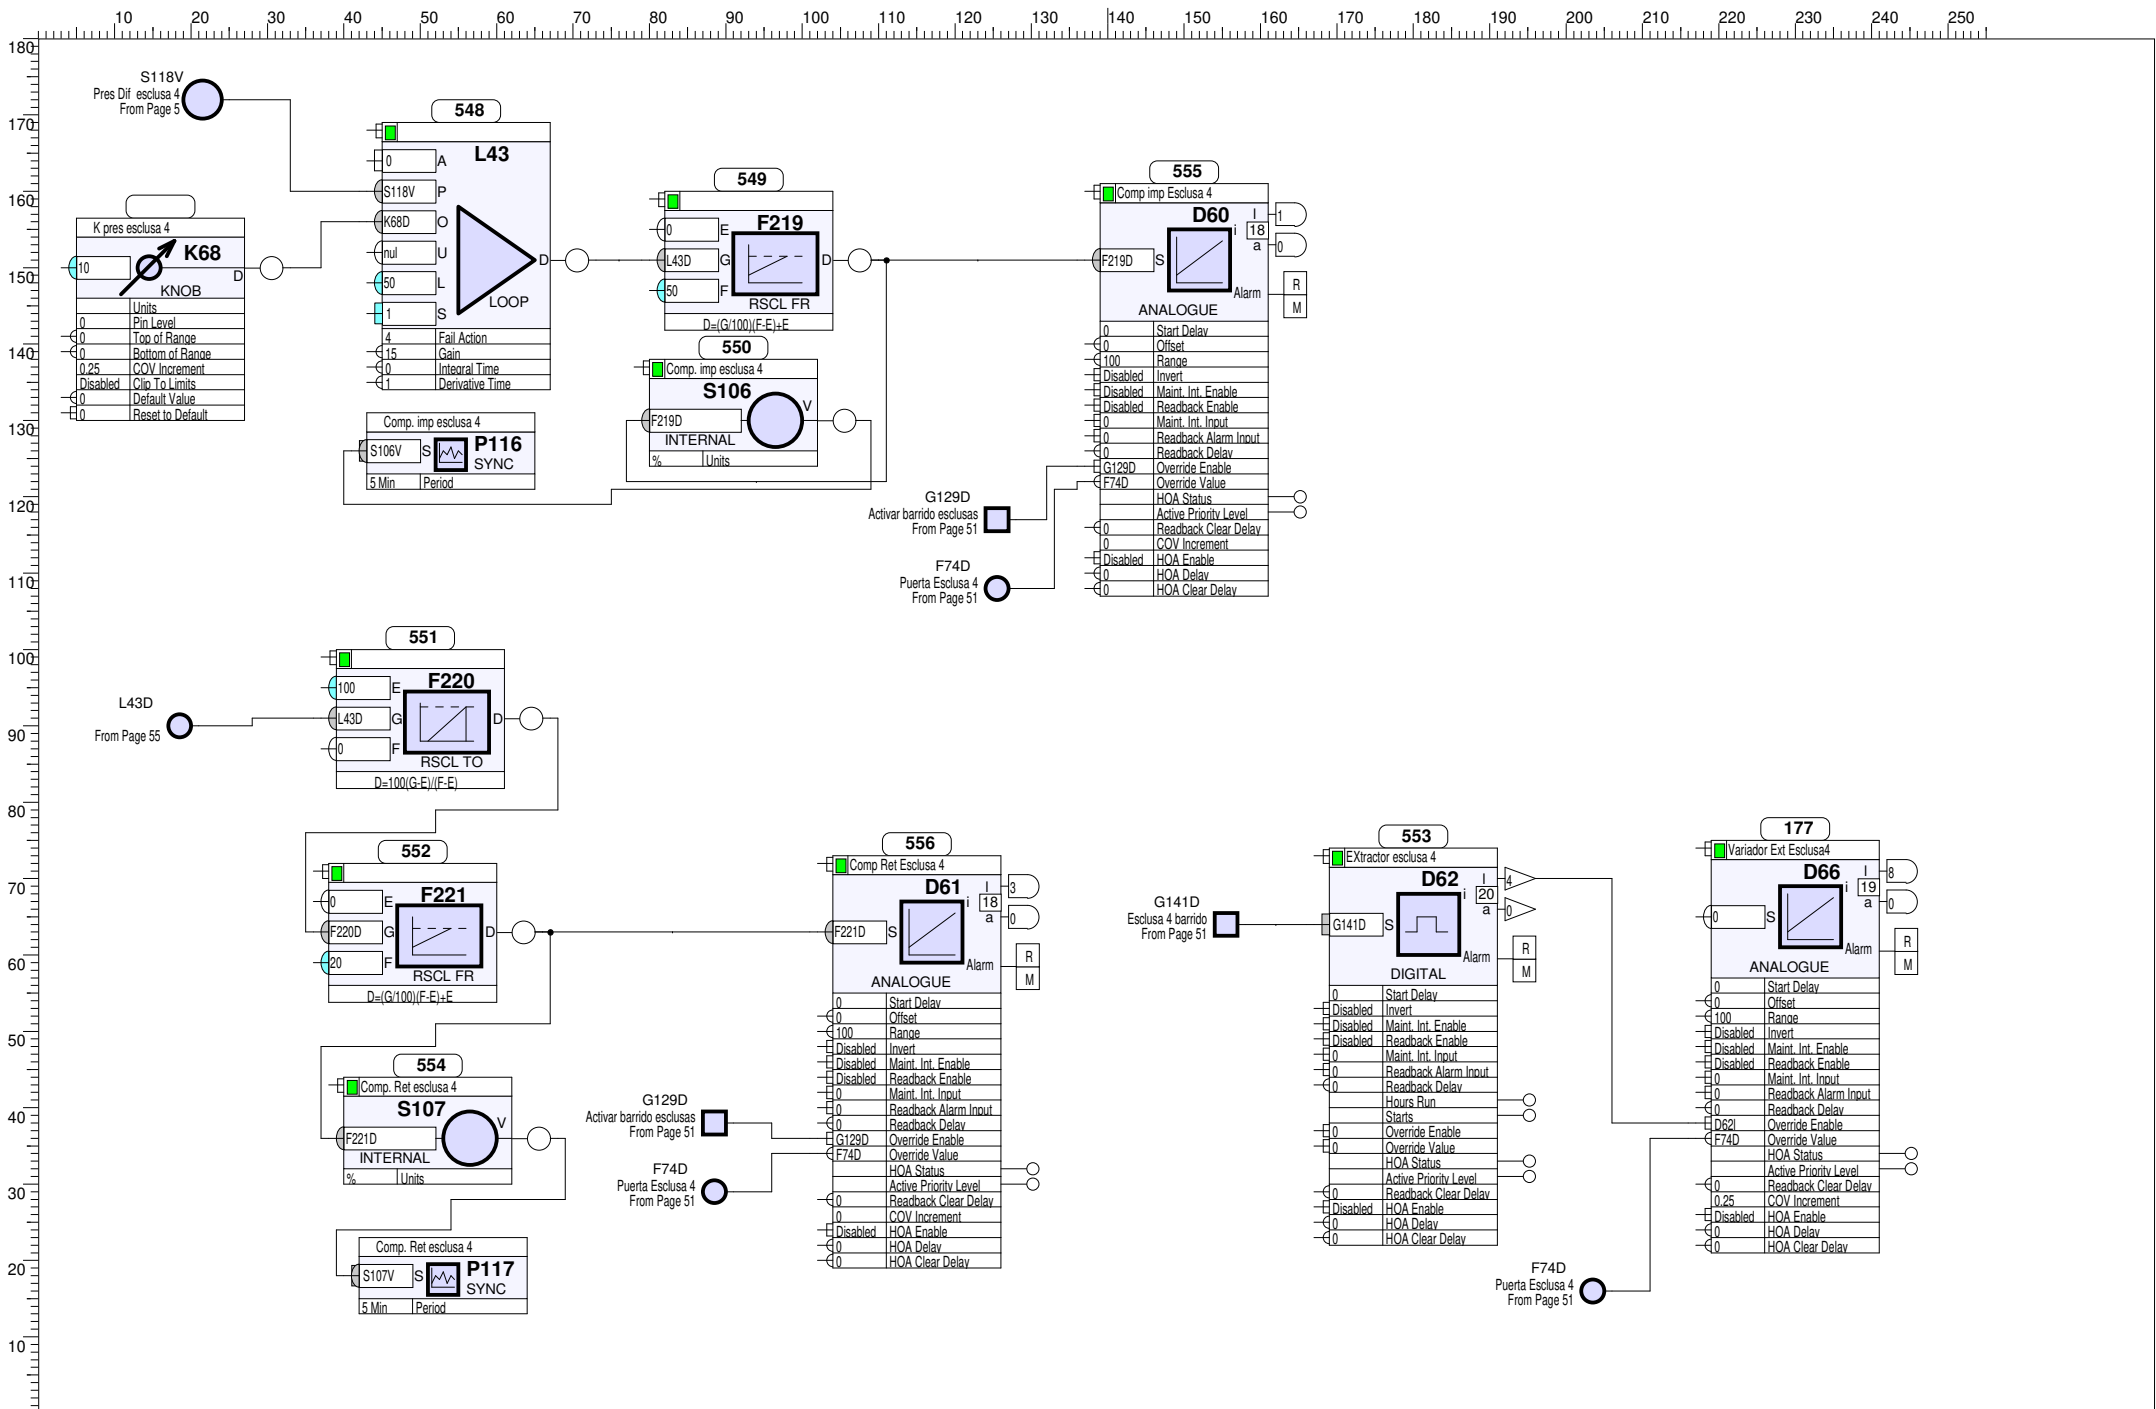 10 20 30 40 50 60 70 80 90 100 110 120 130 140 150 160 170 180 190 200 210 220 230 240 250
180
170
160
150
140
130
120
110
100
90
80
70
60
50
40
30
20
10
S118V
Pres Dif esclusa 4
From Page 5
K pres esclusa 4
K68
10
D
KNOB
Units
0 Pin Level
0 Top of Range
0 Bottom of Range
0.25 COV Increment
Disabled Clip To Limits
0 Default Value
0 Reset to Default
548
L43
0 A
S118V P
K68D O
nul U
50 L
1 S
D
LOOP
4 Fail Action
15 Gain
0 Integral Time
1 Derivative Time
549
F219
0 E
L43D G
50 F
D
RSCL FR
D=(G/100)(F-E)+E
550
Comp. imp esclusa 4
S106
F219D
V
INTERNAL
% Units
Comp. imp esclusa 4
P116
S106V S
SYNC
5 Min Period
555
Comp imp Esclusa 4
D60
I 1
i 18
a 0
F219D S
Alarm
R
M
ANALOGUE
0 Start Delay
0 Offset
100 Range
Disabled Invert
Disabled Maint. Int. Enable
Disabled Readback Enable
0 Maint. Int. Input
0 Readback Alarm Input
0 Readback Delay
G129D Override Enable
F74D Override Value
HOA Status
Active Priority Level
0 Readback Clear Delay
0 COV Increment
Disabled HOA Enable
0 HOA Delay
0 HOA Clear Delay
G129D
Activar barrido esclusas
From Page 51
F74D
Puerta Esclusa 4
From Page 51
L43D
From Page 55
551
F220
100 E
L43D G
0 F
D
RSCL TO
D=100(G-E)/(F-E)
552
F221
0 E
F220D G
20 F
D
RSCL FR
D=(G/100)(F-E)+E
554
Comp. Ret esclusa 4
S107
F221D
V
INTERNAL
% Units
Comp. Ret esclusa 4
P117
S107V S
SYNC
5 Min Period
556
Comp Ret Esclusa 4
D61
I 3
i 18
a 0
F221D S
Alarm
R
M
ANALOGUE
0 Start Delay
0 Offset
100 Range
Disabled Invert
Disabled Maint. Int. Enable
Disabled Readback Enable
0 Maint. Int. Input
0 Readback Alarm Input
0 Readback Delay
G129D Override Enable
F74D Override Value
HOA Status
Active Priority Level
0 Readback Clear Delay
0 COV Increment
Disabled HOA Enable
0 HOA Delay
0 HOA Clear Delay
G129D
Activar barrido esclusas
From Page 51
F74D
Puerta Esclusa 4
From Page 51
553
EXtractor esclusa 4
D62
I 4
i 20
a 0
G141D S
Alarm
R
M
DIGITAL
0 Start Delay
Disabled Invert
Disabled Maint. Int. Enable
Disabled Readback Enable
0 Maint. Int. Input
0 Readback Alarm Input
0 Readback Delay
Hours Run
Starts
0 Override Enable
0 Override Value
HOA Status
Active Priority Level
0 Readback Clear Delay
Disabled HOA Enable
0 HOA Delay
0 HOA Clear Delay
G141D
Esclusa 4 barrido
From Page 51
177
Variador Ext Esclusa4
D66
I 8
i 19
a 0
0 S
Alarm
R
M
ANALOGUE
0 Start Delay
0 Offset
100 Range
Disabled Invert
Disabled Maint. Int. Enable
Disabled Readback Enable
0 Maint. Int. Input
0 Readback Alarm Input
0 Readback Delay
D62I Override Enable
F74D Override Value
HOA Status
Active Priority Level
0 Readback Clear Delay
0.25 COV Increment
Disabled HOA Enable
0 HOA Delay
0 HOA Clear Delay
F74D
Puerta Esclusa 4
From Page 51